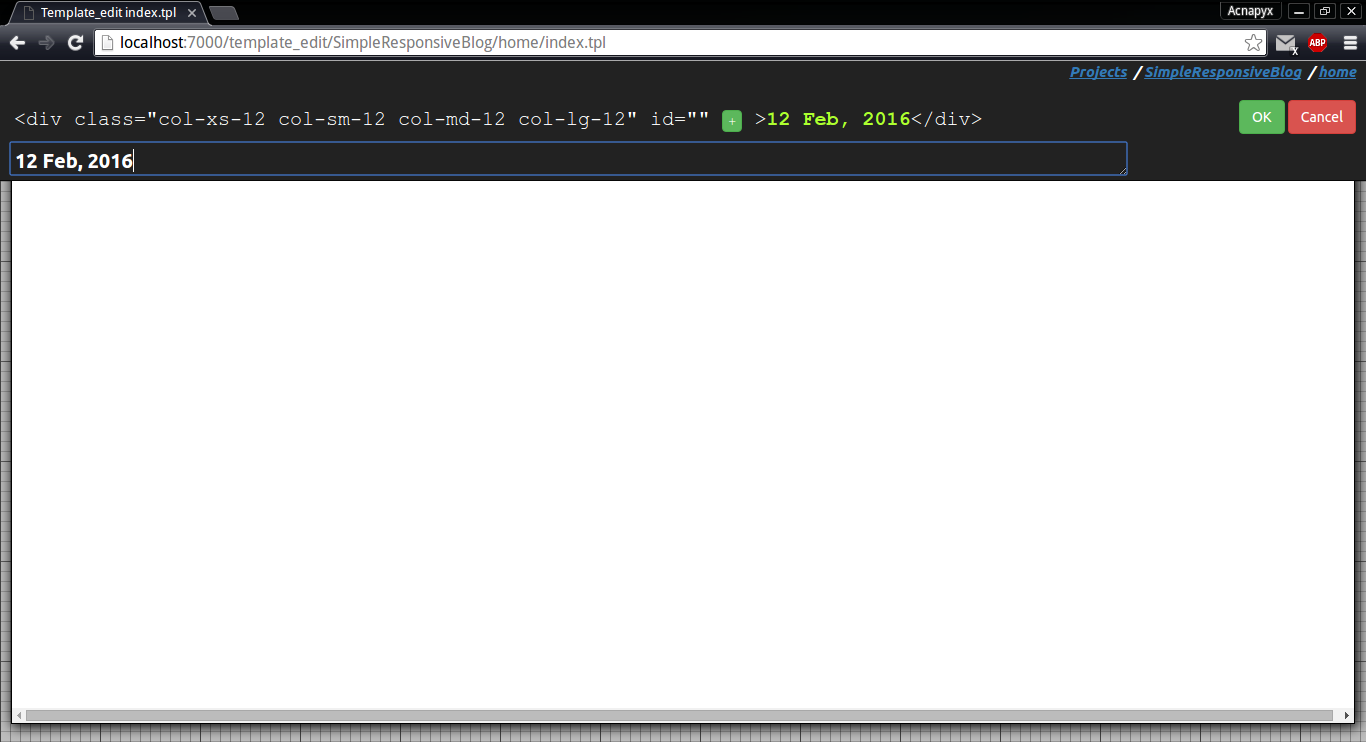 Template_edit index.tpl
Acnapyx
localhost:7000/template_edit/SimpleResponsiveBlog/home/index.tpl
ABP
x
Projects / SimpleResponsiveBlog / home
<div class="col-xs-12 col-sm-12 col-md-12 col-lg-12" id="" + >12 Feb, 2016</div>
OK Cancel
12 Feb, 2016